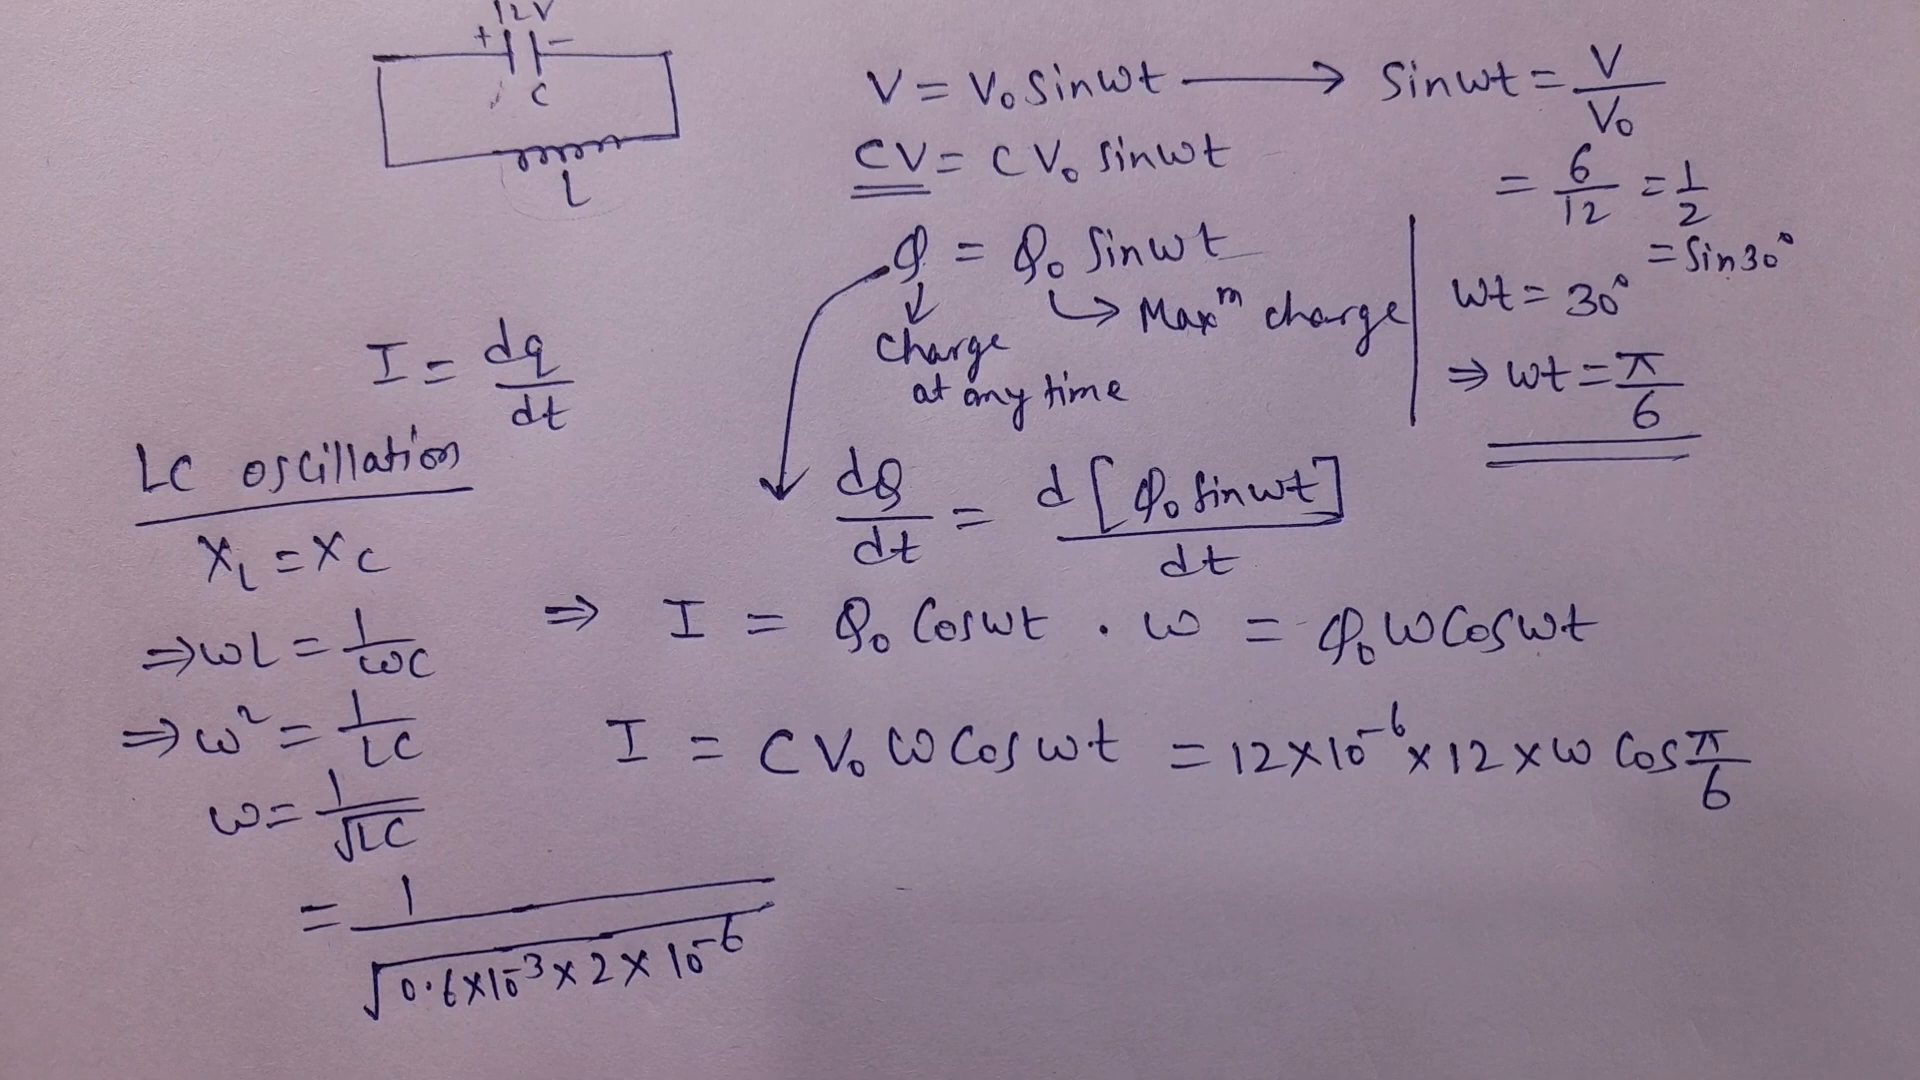 12V
+ -
C
L
V = V₀ sinωt ⟶ Sinωt = V/V₀
= 6/12 = 1/2
= Sin30°
ωt = 30°
⇒ ωt = π/6
CV = CV₀ sinωt
Q = Q₀ Sinωt
↳ Maxᵐ charge
Charge
at any time
I = dq/dt
dQ/dt = d[Q₀ sinωt]/dt
⇒ I = Q₀ Cosωt . ω = Q₀ωCosωt
I = CV₀ ω Cosωt = 12×10⁻⁶×12×ω Cos π/6
LC oscillation
X_L = X_C
⇒ ωL = 1/ωC
⇒ ω² = 1/LC
ω = 1/√LC
= 1/√0.6×10⁻³×2×10⁻⁶